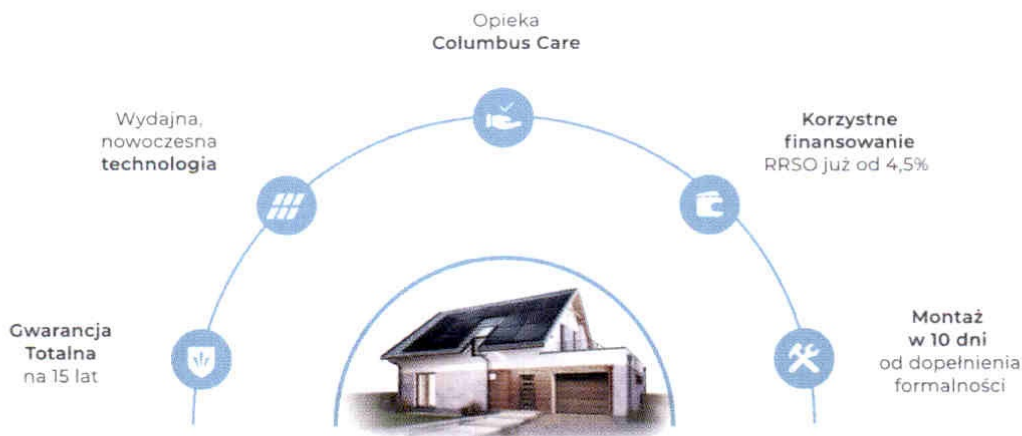 Opieka
Columbus Care
Wydajna,
nowoczesna
technologia
Korzystne
finansowanie
RRSO już od 4,5%
Gwarancja
Totalna
na 15 lat
Montaż
w 10 dni
od dopełnienia
formalności